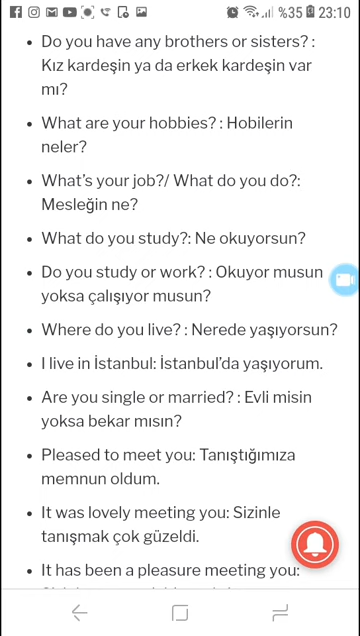 %35 23:10
Do you have any brothers or sisters? :
Kız kardeşin ya da erkek kardeşin var
mı?
What are your hobbies? : Hobilerin
neler?
What's your job?/ What do you do?:
Mesleğin ne?
What do you study?: Ne okuyorsun?
Do you study or work? : Okuyor musun
yoksa çalışıyor musun?
Where do you live? : Nerede yaşıyorsun?
I live in İstanbul: İstanbul'da yaşıyorum.
Are you single or married? : Evli misin
yoksa bekar mısın?
Pleased to meet you: Tanıştığımıza
memnun oldum.
It was lovely meeting you: Sizinle
tanışmak çok güzeldi.
It has been a pleasure meeting you: